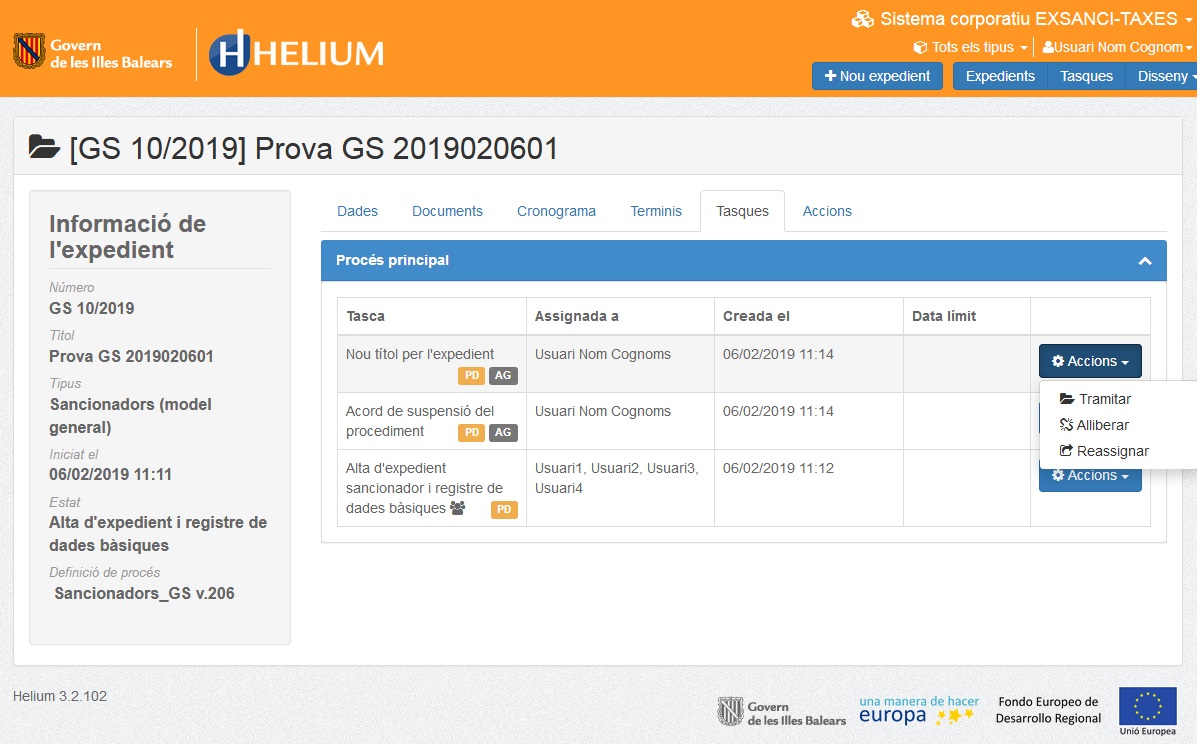 Govern
de les Illes Balears
HELIUM
Sistema corporatiu EXSANCI-TAXES
Tots els tipus
Usuari Nom Cognom
Nou expedient
Expedients
Tasques
Disseny
[GS 10/2019] Prova GS 2019020601
Informació de
l'expedient
Número
GS 10/2019
Títol
Prova GS 2019020601
Tipus
Sancionadors (model
general)
Iniciat el
06/02/2019 11:11
Estat
Alta d'expedient i registre de
dades bàsiques
Definició de procés
Sancionadors_GS v.206
Dades
Documents
Cronograma
Terminis
Tasques
Accions
Procés principal
Tasca
Assignada a
Creada el
Data límit
Nou títol per l'expedient
PD AG
Usuari Nom Cognoms
06/02/2019 11:14
Accions
Tramitar
Alliberar
Reassignar
Acord de suspensió del
procediment PD AG
Usuari Nom Cognoms
06/02/2019 11:14
Alta d'expedient
sancionador i registre de
dades bàsiques PD
Usuari1, Usuari2, Usuari3,
Usuari4
06/02/2019 11:12
Accions
Helium 3.2.102
Govern
de les Illes Balears
una manera de hacer
europa
Fondo Europeo de
Desarrollo Regional
Unió Europea